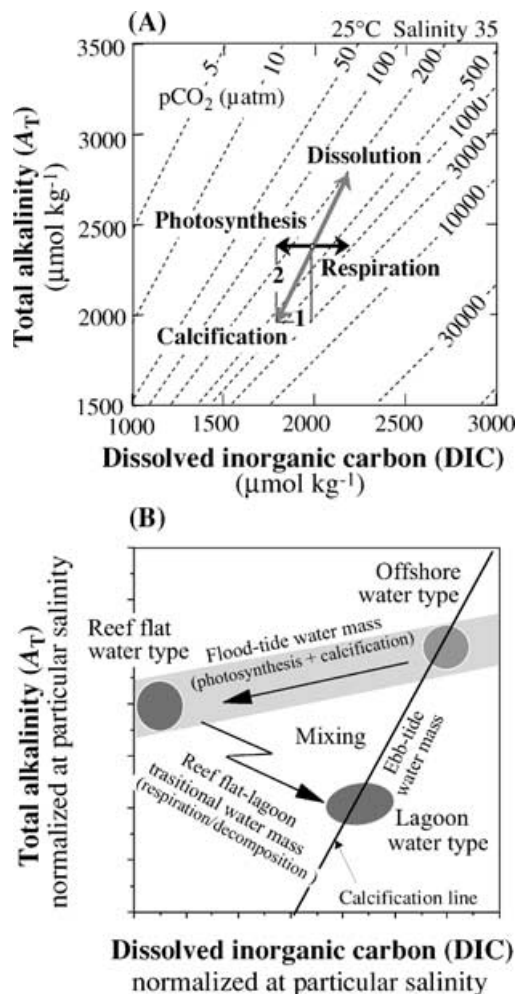 (A)
25°C Salinity 35
3500
3000
2500
2000
1500
Total alkalinity (AT)
(µmol kg-1)
5
10
50
100
200
500
1000
3000
10000
30000
pCO2 (µatm)
Dissolution
Photosynthesis
Respiration
Calcification
2
1
1000
1500
2000
2500
3000
Dissolved inorganic carbon (DIC)
(µmol kg-1)
(B)
Total alkalinity (AT)
normalized at particular salinity
Offshore
water type
Reef flat
water type
Flood-tide water mass
(photosynthesis + calcification)
Mixing
Ebb-tide
water mass
Reef flat-lagoon
trasitional water mass
(respiration/decomposition)
Lagoon
water type
Calcification line
Dissolved inorganic carbon (DIC)
normalized at particular salinity